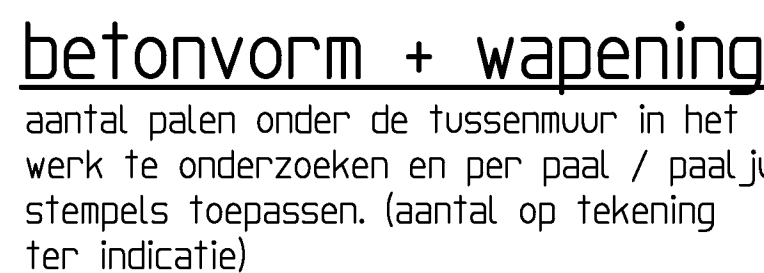 betonvorm + wapening
aantal palen onder de tussenmuur in het
werk te onderzoeken en per paal /
stempels toepassen. (aantal op tekening
ter indicatie)